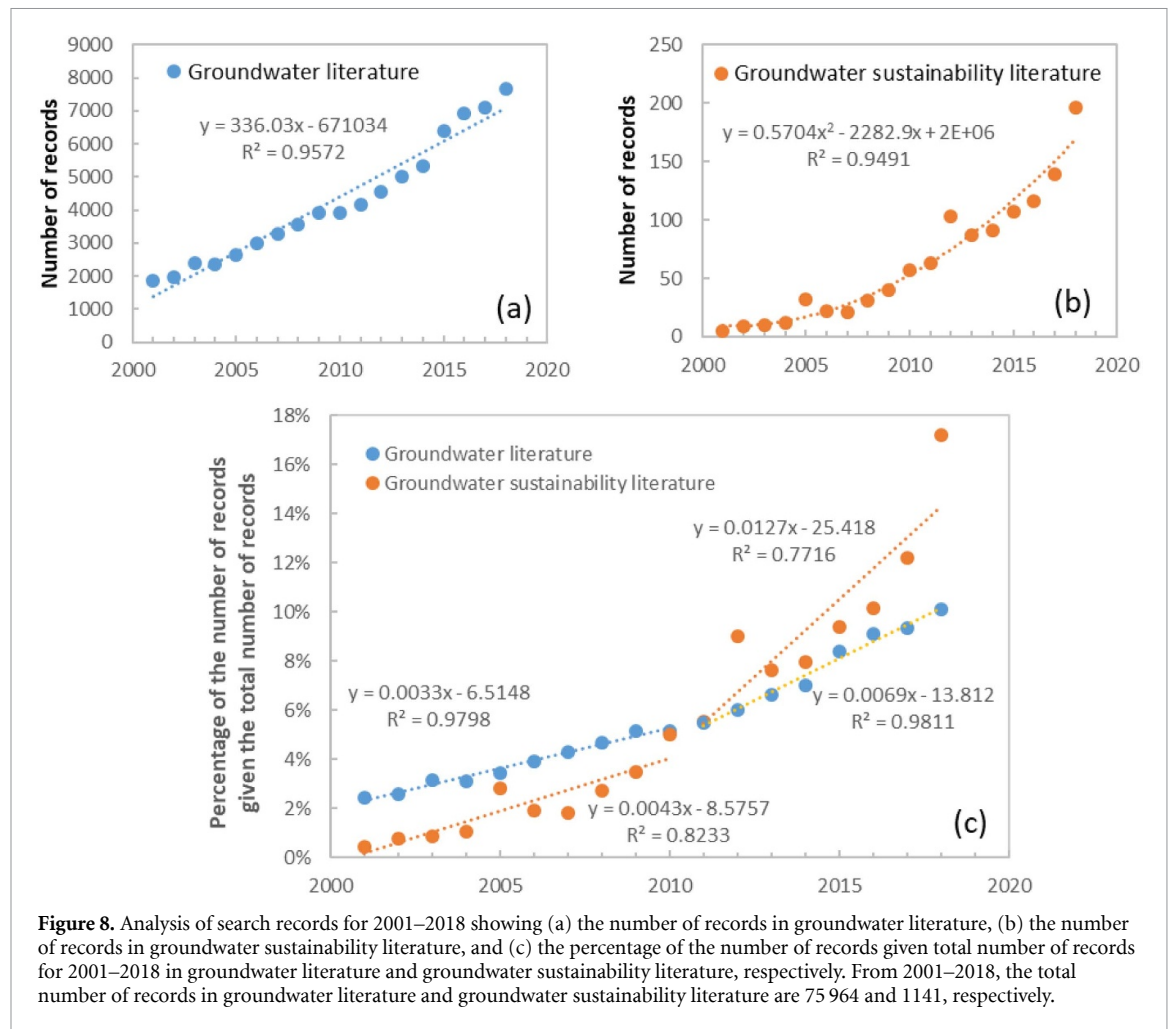 9000
8000
7000
6000
5000
4000
3000
2000
1000
0
Number of records
Groundwater literature
y = 336.03x - 671034
R² = 0.9572
(a)
2000 2005 2010 2015 2020
250
200
150
100
50
0
Number of records
Groundwater sustainability literature
y = 0.5704x² - 2282.9x + 2E+06
R² = 0.9491
(b)
2000 2005 2010 2015 2020
18%
16%
14%
12%
10%
8%
6%
4%
2%
0%
Percentage of the number of records
given the total number of records
Groundwater literature
Groundwater sustainability literature
y = 0.0127x - 25.418
R² = 0.7716
y = 0.0033x - 6.5148
R² = 0.9798
y = 0.0069x - 13.812
R² = 0.9811
y = 0.0043x - 8.5757
R² = 0.8233
(c)
2000 2005 2010 2015 2020
Figure 8. Analysis of search records for 2001–2018 showing (a) the number of records in groundwater literature, (b) the number
of records in groundwater sustainability literature, and (c) the percentage of the number of records given total number of records
for 2001–2018 in groundwater literature and groundwater sustainability literature, respectively. From 2001–2018, the total
number of records in groundwater literature and groundwater sustainability literature are 75 964 and 1141, respectively.